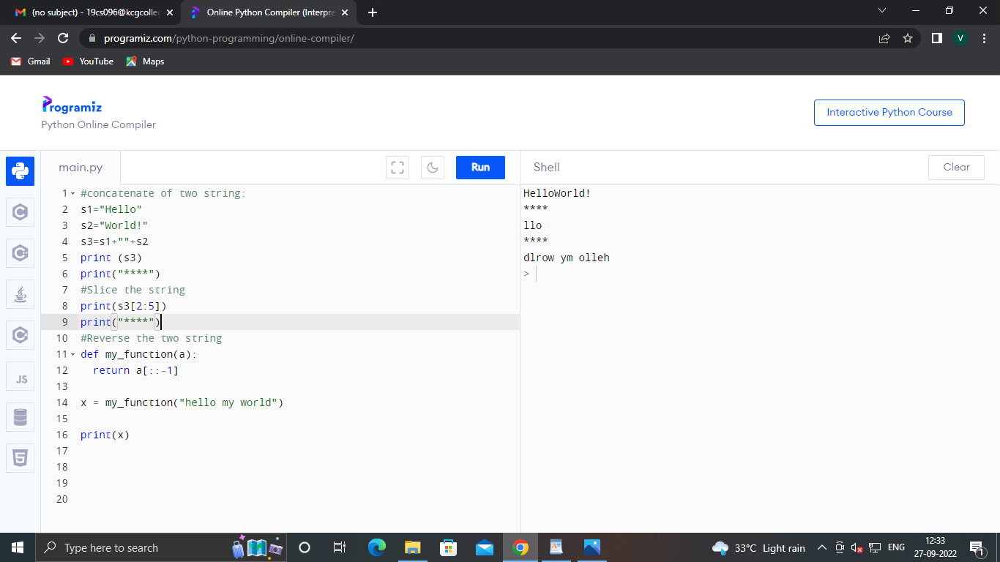 (no subject) - 19cs096@kcgcolleg
Online Python Compiler (Interpre
programiz.com/python-programming/online-compiler/
V
Gmail
YouTube
Maps
Programiz
Python Online Compiler
Interactive Python Course
main.py
Run
Shell
Clear
1 #concatenate of two string:
2 s1="Hello"
3 s2="World!"
4 s3=s1+""+s2
5 print (s3)
6 print("****")
7 #Slice the string
8 print(s3[2:5])
9 print("****")
10 #Reverse the two string
11 def my_function(a):
12 return a[::-1]
13
14 x = my_function("hello my world")
15
16 print(x)
17
18
19
20
JS
HelloWorld!
****
llo
****
dlrow ym olleh
>
Type here to search
33°C Light rain
ENG
12:33
27-09-2022
1